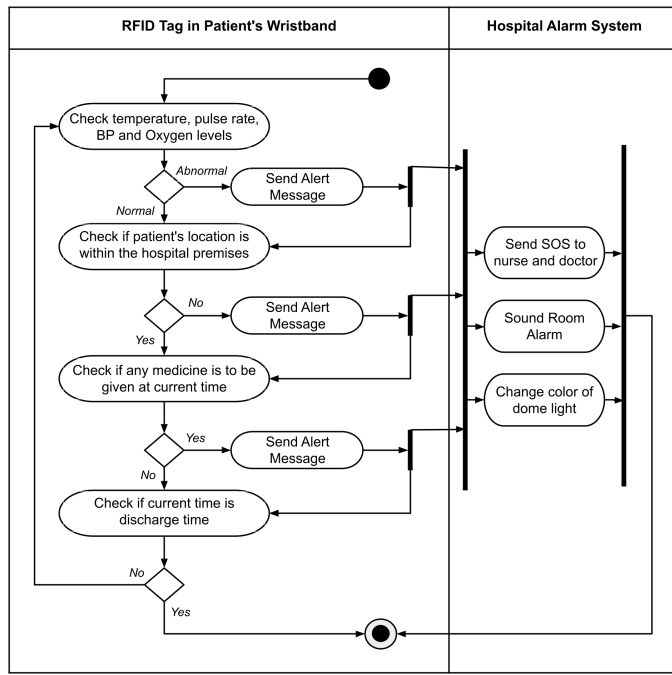 RFID Tag in Patient's Wristband
Hospital Alarm System
Check temperature, pulse rate,
BP and Oxygen levels
Abnormal
Send Alert
Message
Normal
Check if patient's location is
within the hospital premises
Send SOS to
nurse and doctor
No
Send Alert
Message
Sound Room
Alarm
Yes
Check if any medicine is to be
given at current time
Change color of
dome light
Yes
Send Alert
Message
No
Check if current time is
discharge time
No
Yes